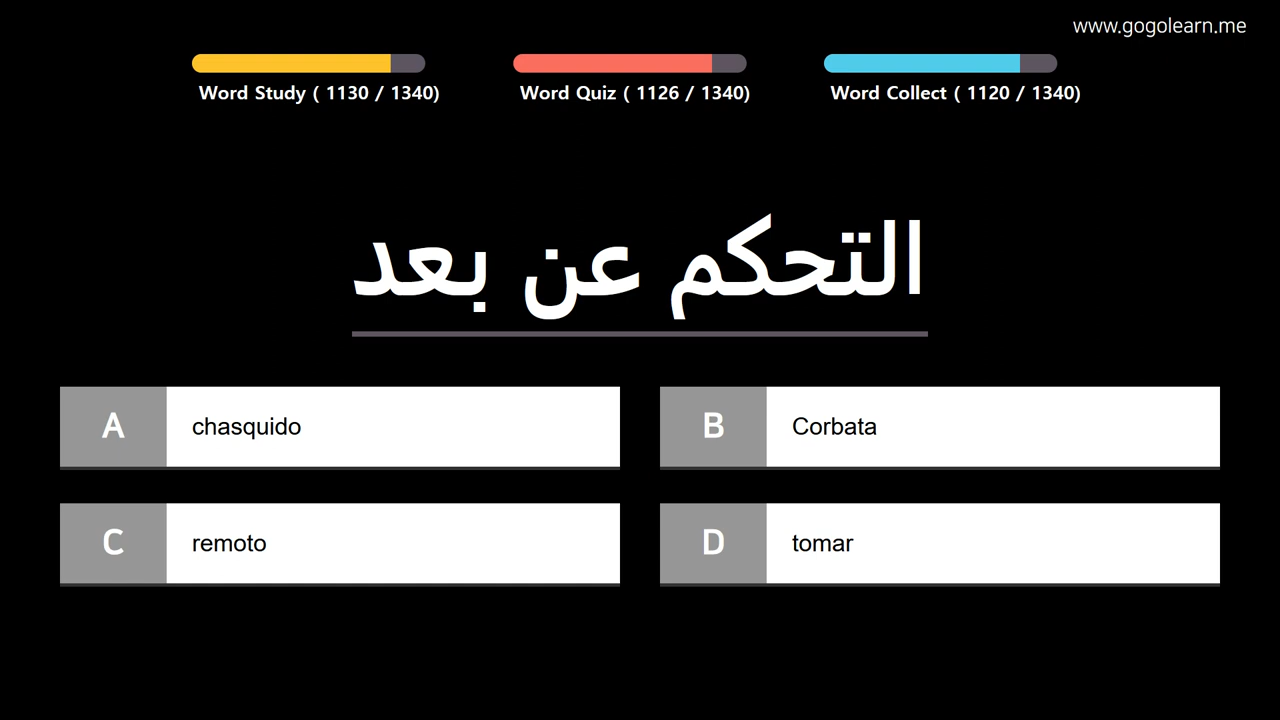 www.gogolearn.me
Word Study ( 1130 / 1340)
Word Quiz ( 1126 / 1340)
Word Collect ( 1120 / 1340)
التحكم عن بعد
A chasquido
B Corbata
C remoto
D tomar